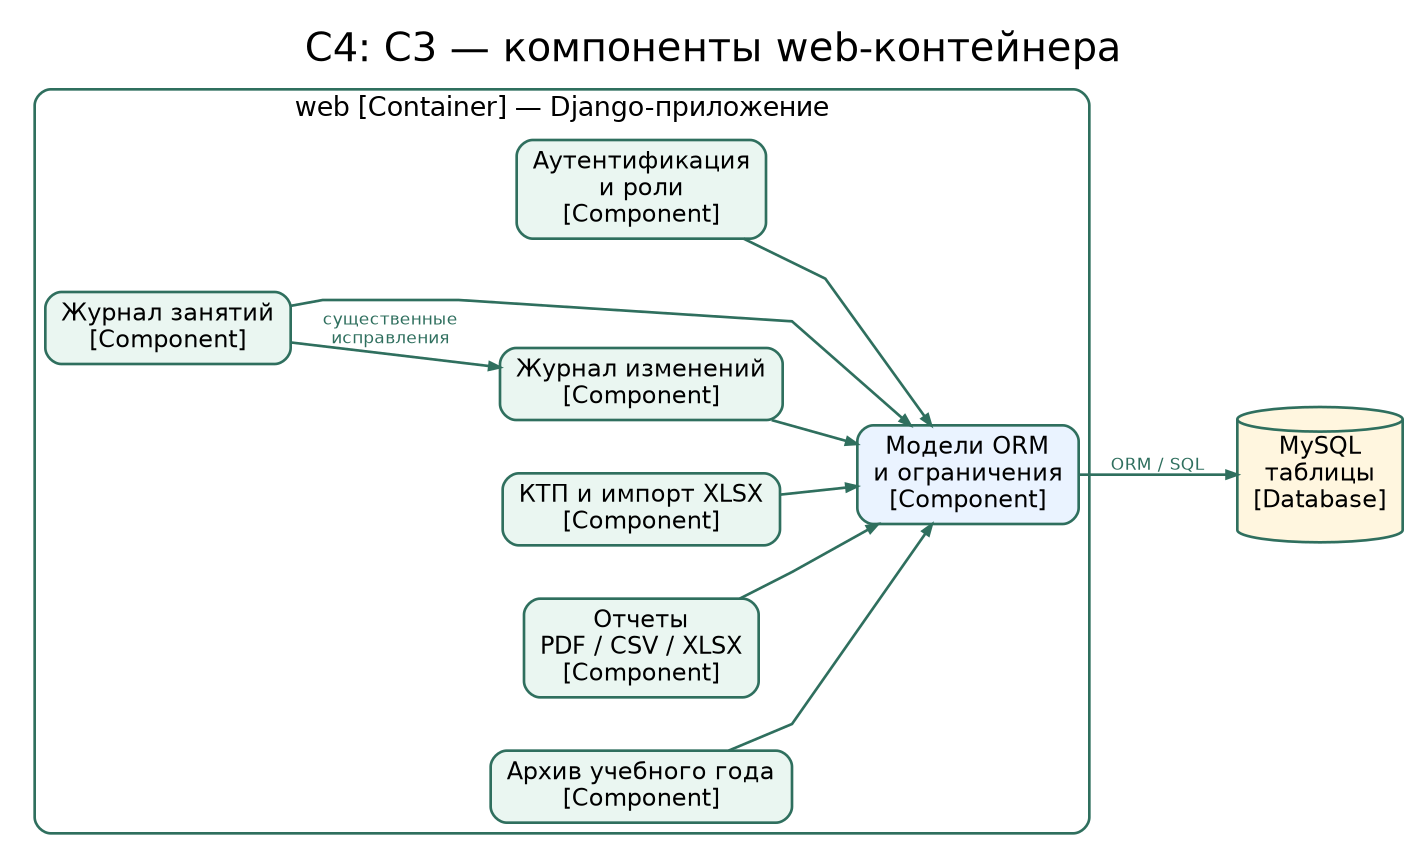 C4: C3 — компоненты web-контейнера
web [Container] — Django-приложение
Аутентификация
и роли
[Component]
Журнал занятий
[Component]
существенные
исправления
Журнал изменений
[Component]
Модели ORM
и ограничения
[Component]
ORM / SQL
MySQL
таблицы
[Database]
КТП и импорт XLSX
[Component]
Отчеты
PDF / CSV / XLSX
[Component]
Архив учебного года
[Component]